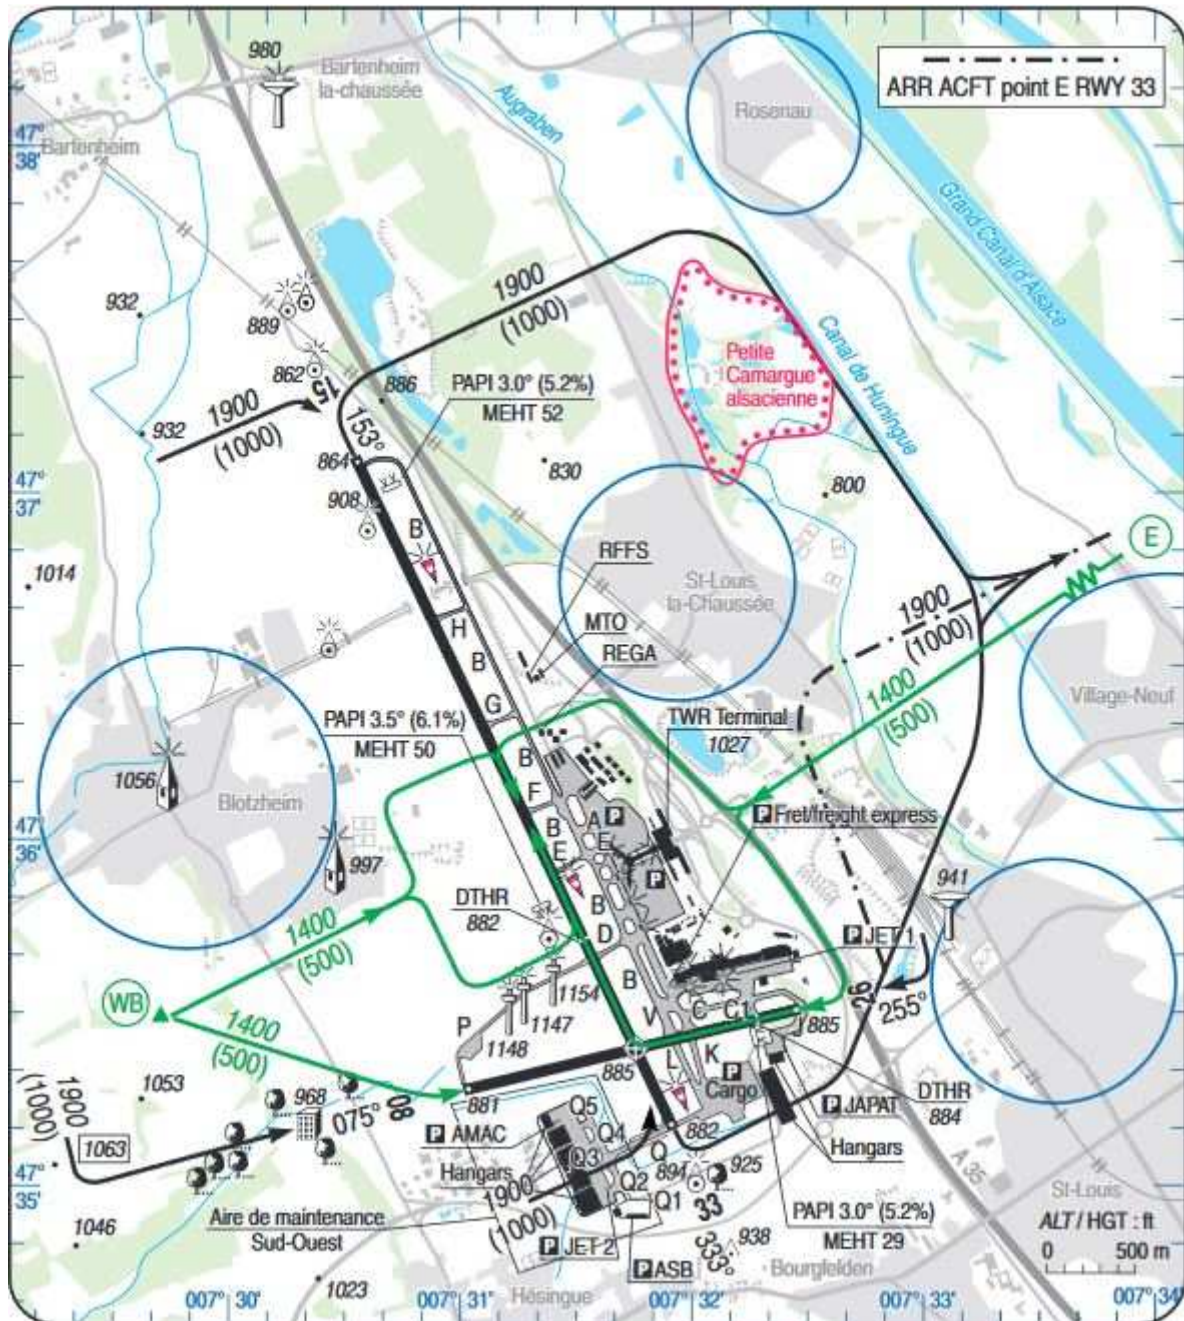 980
Bartenheim
la-chaussée
ARR ACFT point E RWY 33
Rosenau
Augraben
47°
38'
Bartenheim
Grand Canal d'Alsace
932
889
1900
(1000)
Canal de Huningue
862
15
886
PAPI 3.0° (5.2%)
MEHT 52
Petite
Camargue
alsacienne
1900
(1000)
932
153°
864
830
800
47°
37'
908
B
RFFS
St-Louis
la-Chaussée
E
1014
MTO
H
REGA
B
1900
(1000)
G
1400
(500)
Village-Neuf
PAPI 3.5° (6.1%)
MEHT 50
TWR Terminal
1027
1056
Blotzheim
B
F
P
P Fret/freight express
A
B
E
E
47°
36'
997
P
941
DTHR
882
B
D
P JET 1
1400
(500)
26
255°
WB
1154
B
C
C1
1147
V
885
P
1148
1400
(500)
885
L
K
P
Cargo
DTHR
884
1053
968
075°
08
881
1900
(1000)
1063
P AMAC
Q5
Q4
882
P JAPAT
Hangars
Hangars
Q3
Q
894
925
47°
35'
1900
(1000)
Q2
Q1
33
A 35
St-Louis
Aire de maintenance
Sud-Ouest
PAPI 3.0° (5.2%)
MEHT 29
ALT / HGT : ft
0 500 m
1046
P JET 2
333°
938
P ASB
Bourgfelden
1023
Hésingue
007° 30'
007° 31'
007° 32'
007° 33'
007° 34'